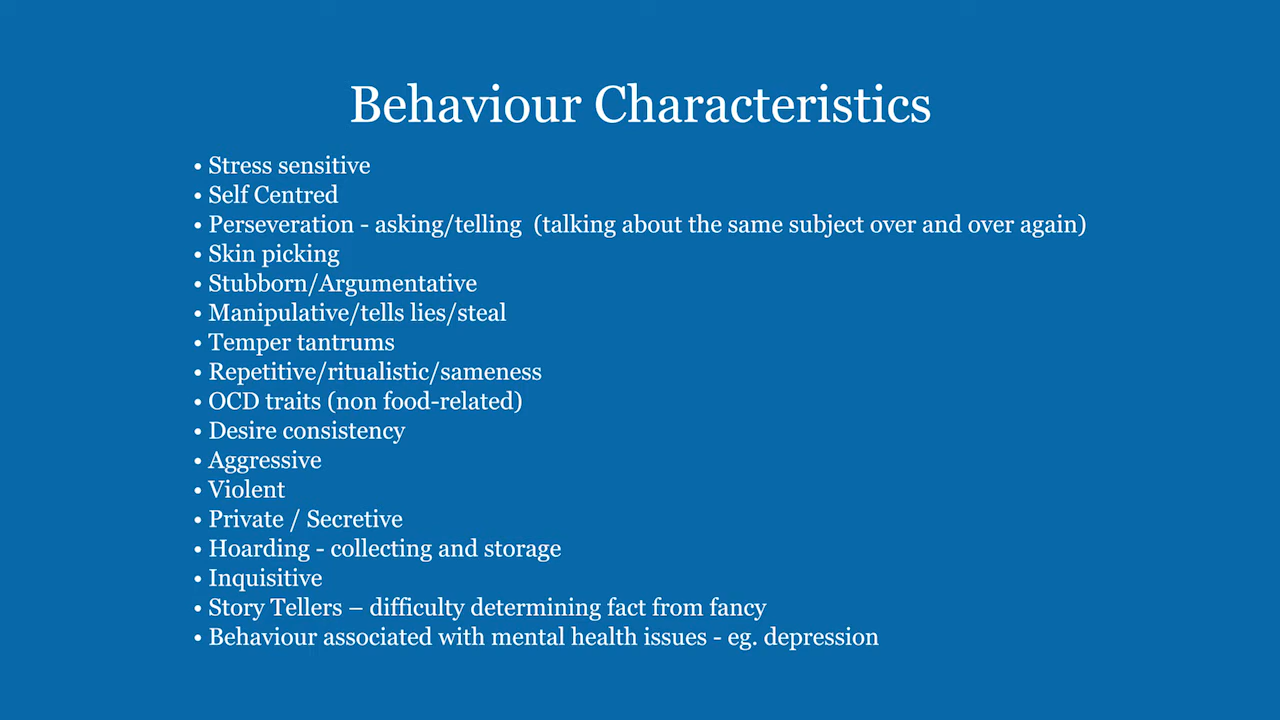 Behaviour Characteristics
• Stress sensitive
• Self Centred
• Perseveration - asking/telling  (talking about the same subject over and over again)
• Skin picking
• Stubborn/Argumentative
• Manipulative/tells lies/steal
• Temper tantrums
• Repetitive/ritualistic/sameness
• OCD traits (non food-related)
• Desire consistency
• Aggressive
• Violent
• Private / Secretive
• Hoarding - collecting and storage
• Inquisitive
• Story Tellers – difficulty determining fact from fancy
• Behaviour associated with mental health issues - eg. depression